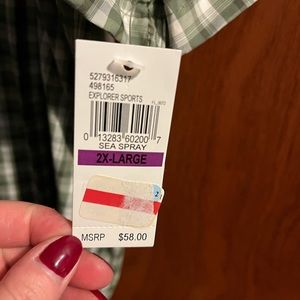 5279316317
498165
EXPLORER SPORTS
0 13283 60200 7
SEA SPRAY
2X-LARGE
MSRP $58.00